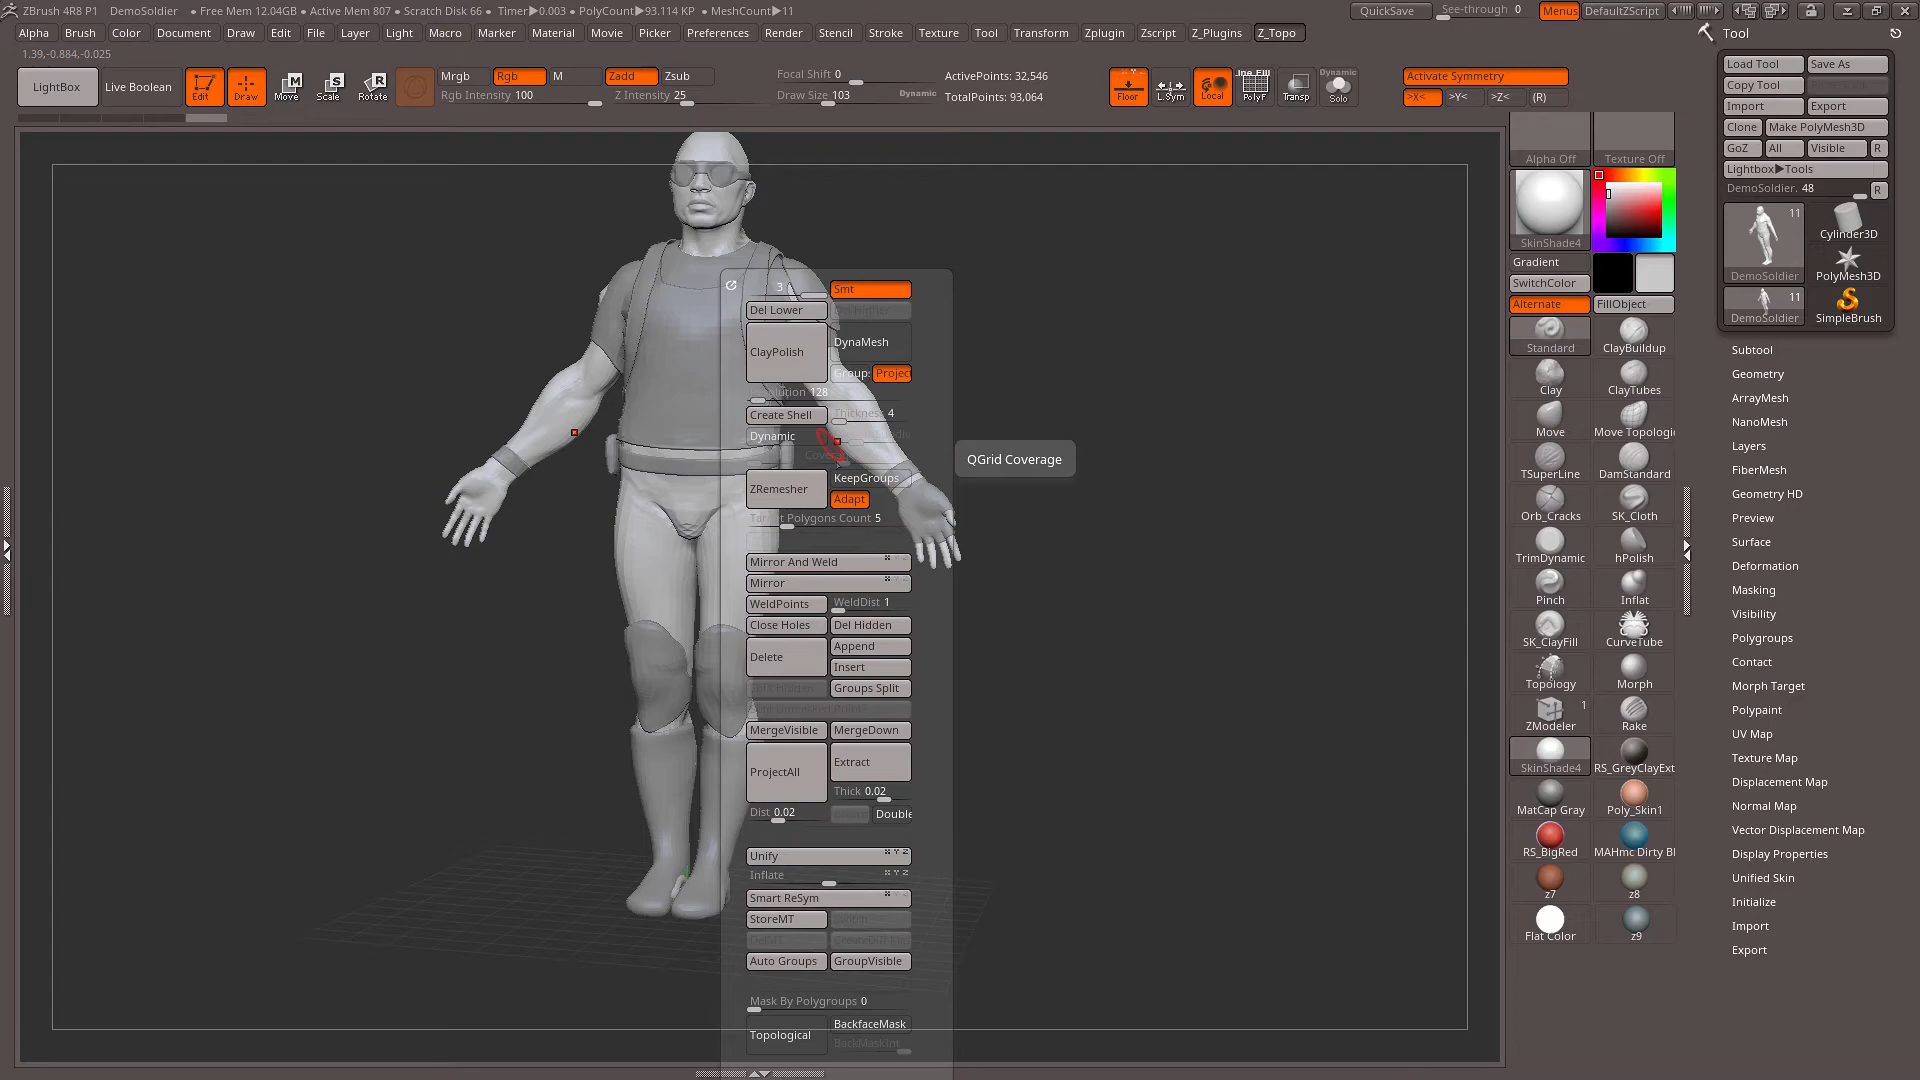 ZBrush 4R8 P1 DemoSoldier • Free Mem 12.04GB • Active Mem 807 • Scratch Disk 66 • Timer▶0.003 • PolyCount▶93.114 KP • MeshCount▶11 QuickSave See-through 0 Menus DefaultZScript
Alpha Brush Color Document Draw Edit File Layer Light Macro Marker Material Movie Picker Preferences Render Stencil Stroke Texture Tool Transform Zplugin Zscript Z_Plugins Z_Topo
1.39,-0.884,-0.025
LightBox
Live Boolean
Edit
Draw
Move
Scale
Rotate
Mrgb Rgb M Zadd Zsub
Rgb Intensity 100 Z Intensity 25
Focal Shift 0
Draw Size 103 Dynamic
ActivePoints: 32,546
TotalPoints: 93,064
Floor
L.Sym
Local
PolyF
Transp
Dynamic
Solo
Activate Symmetry
>X< >Y< >Z< (R)
3 Smt
Del Lower
ClayPolish
DynaMesh
Group: Project
128
Create Shell Thickness 4
Dynamic
QGrid Coverage
ZRemesher
KeepGroups
Adapt
Target Polygons Count 5
Mirror And Weld
Mirror
WeldPoints WeldDist 1
Close Holes Del Hidden
Delete
Append
Insert
Groups Split
MergeVisible MergeDown
ProjectAll
Extract
Thick 0.02
Dist 0.02 Double
Unify
Inflate
Smart ReSym
StoreMT
DelMT
Auto Groups GroupVisible
Mask By Polygroups 0
Topological
BackfaceMask
BackMaskInt
Alpha Off Texture Off
SkinShade4
Gradient
SwitchColor
Alternate FillObject
Standard ClayBuildup
Clay ClayTubes
Move Move Topologi
TSuperLine DamStandard
Orb_Cracks SK_Cloth
TrimDynamic hPolish
Pinch Inflat
SK_ClayFill CurveTube
Topology Morph
1
ZModeler Rake
SkinShade4 RS_GreyClayExt
MatCap Gray Poly_Skin1
RS_BigRed MAHmc Dirty Bl
z7 z8
Flat Color z9
Tool
Load Tool Save As
Copy Tool
Import Export
Clone Make PolyMesh3D
GoZ All Visible R
Lightbox▶Tools
DemoSoldier. 48 R
11
DemoSoldier
Cylinder3D
PolyMesh3D
11
DemoSoldier
SimpleBrush
Subtool
Geometry
ArrayMesh
NanoMesh
Layers
FiberMesh
Geometry HD
Preview
Surface
Deformation
Masking
Visibility
Polygroups
Contact
Morph Target
Polypaint
UV Map
Texture Map
Displacement Map
Normal Map
Vector Displacement Map
Display Properties
Unified Skin
Initialize
Import
Export